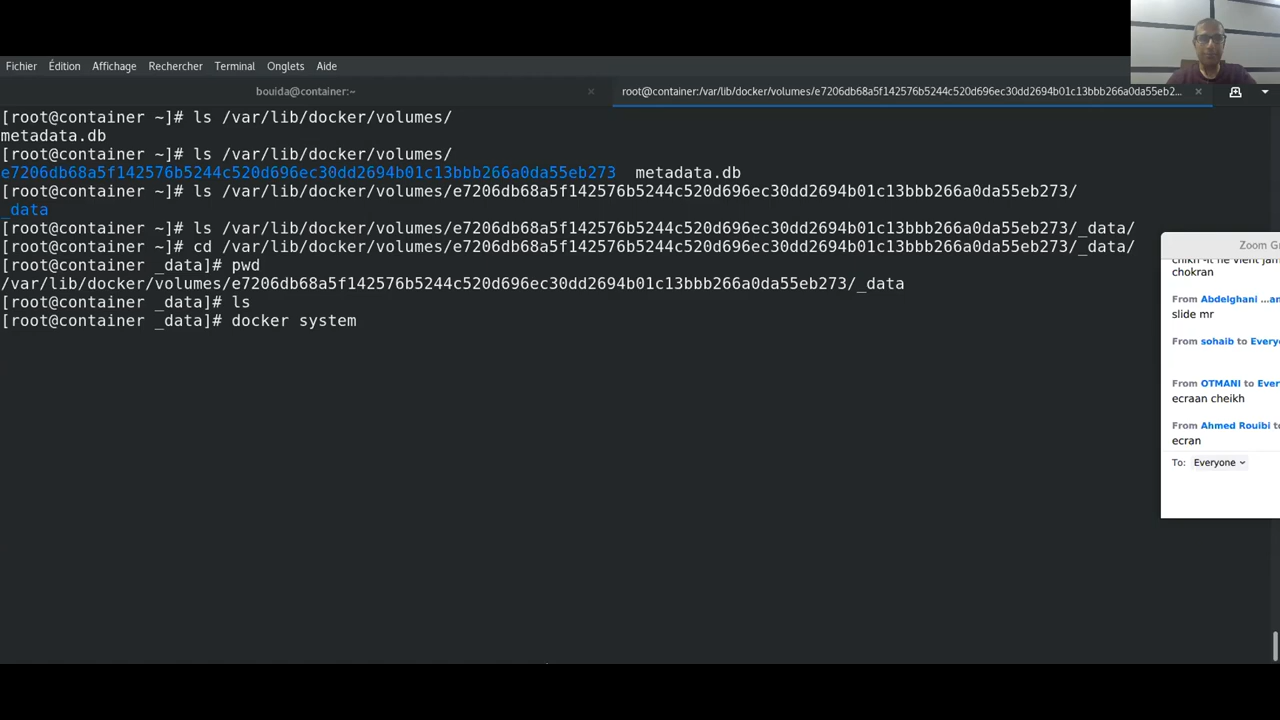 Fichier Édition Affichage Rechercher Terminal Onglets Aide
bouida@container:~ × root@container:/var/lib/docker/volumes/e7206db68a5f142576b5244c520d696ec30dd2694b01c13bbb266a0da55eb2... ×
[root@container ~]# ls /var/lib/docker/volumes/
metadata.db
[root@container ~]# ls /var/lib/docker/volumes/
e7206db68a5f142576b5244c520d696ec30dd2694b01c13bbb266a0da55eb273 metadata.db
[root@container ~]# ls /var/lib/docker/volumes/e7206db68a5f142576b5244c520d696ec30dd2694b01c13bbb266a0da55eb273/
_data
[root@container ~]# ls /var/lib/docker/volumes/e7206db68a5f142576b5244c520d696ec30dd2694b01c13bbb266a0da55eb273/_data/
[root@container ~]# cd /var/lib/docker/volumes/e7206db68a5f142576b5244c520d696ec30dd2694b01c13bbb266a0da55eb273/_data/
[root@container _data]# pwd
/var/lib/docker/volumes/e7206db68a5f142576b5244c520d696ec30dd2694b01c13bbb266a0da55eb273/_data
[root@container _data]# ls
[root@container _data]# docker system
Zoom G
chokran
From Abdelghani ...an
slide mr
From sohaib to Every
From OTMANI to Ever
ecraan cheikh
From Ahmed Rouibi to
ecran
To: Everyone